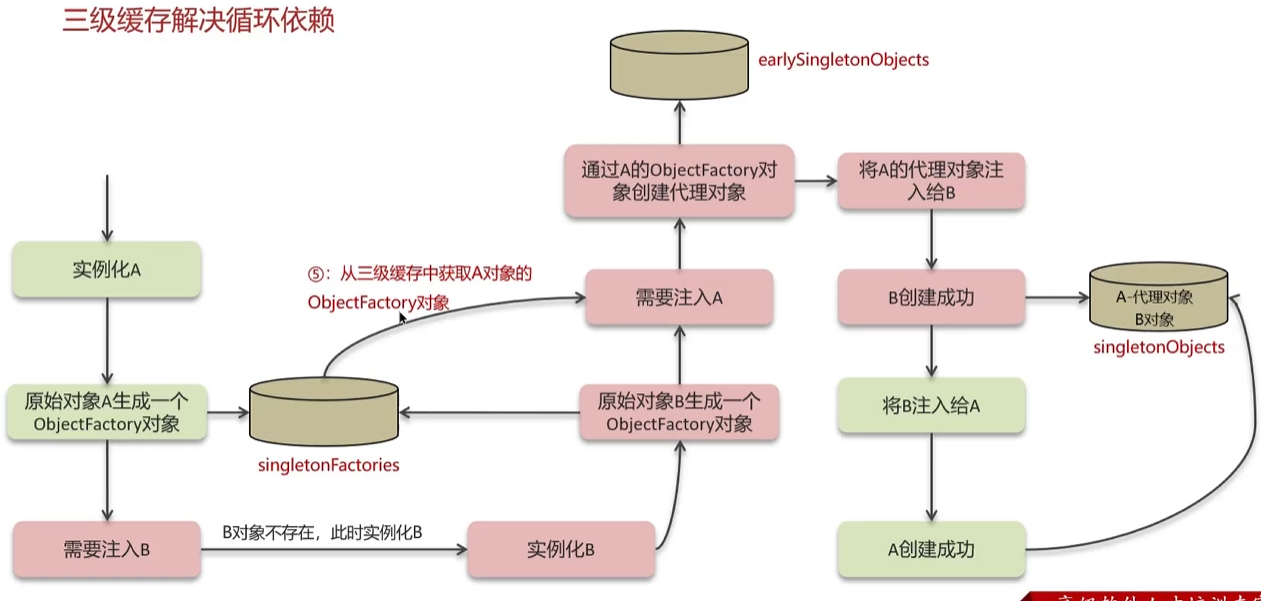 三级缓存解决循环依赖
earlySingletonObjects
通过A的ObjectFactory对
象创建代理对象
将A的代理对象注
入给B
实例化A
⑤：从三级缓存中获取A对象的
ObjectFactory对象
需要注入A
B创建成功
A-代理对象
B对象
singletonObjects
原始对象A生成一个
ObjectFactory对象
原始对象B生成一个
ObjectFactory对象
将B注入给A
singletonFactories
需要注入B
B对象不存在，此时实例化B
实例化B
A创建成功